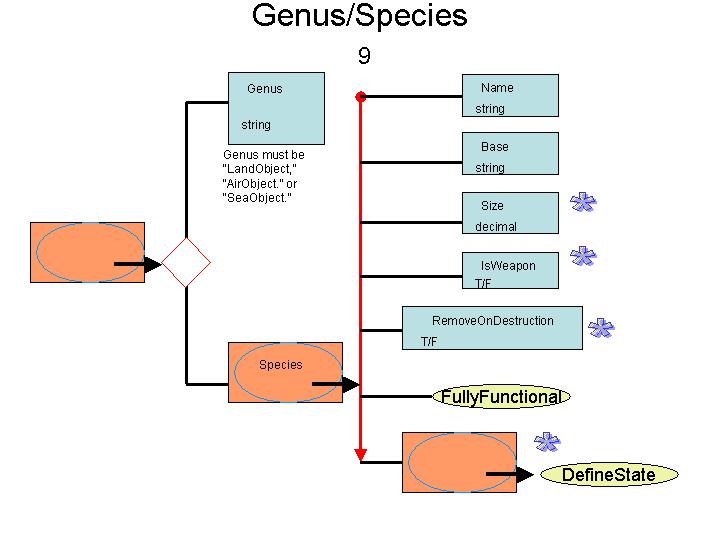 Genus/Species
9
Genus
string
Genus must be
"LandObject,"
"AirObject." or
"SeaObject."
Name
string
Base
string
Size
decimal
IsWeapon
T/F
RemoveOnDestruction
T/F
Species
FullyFunctional
DefineState